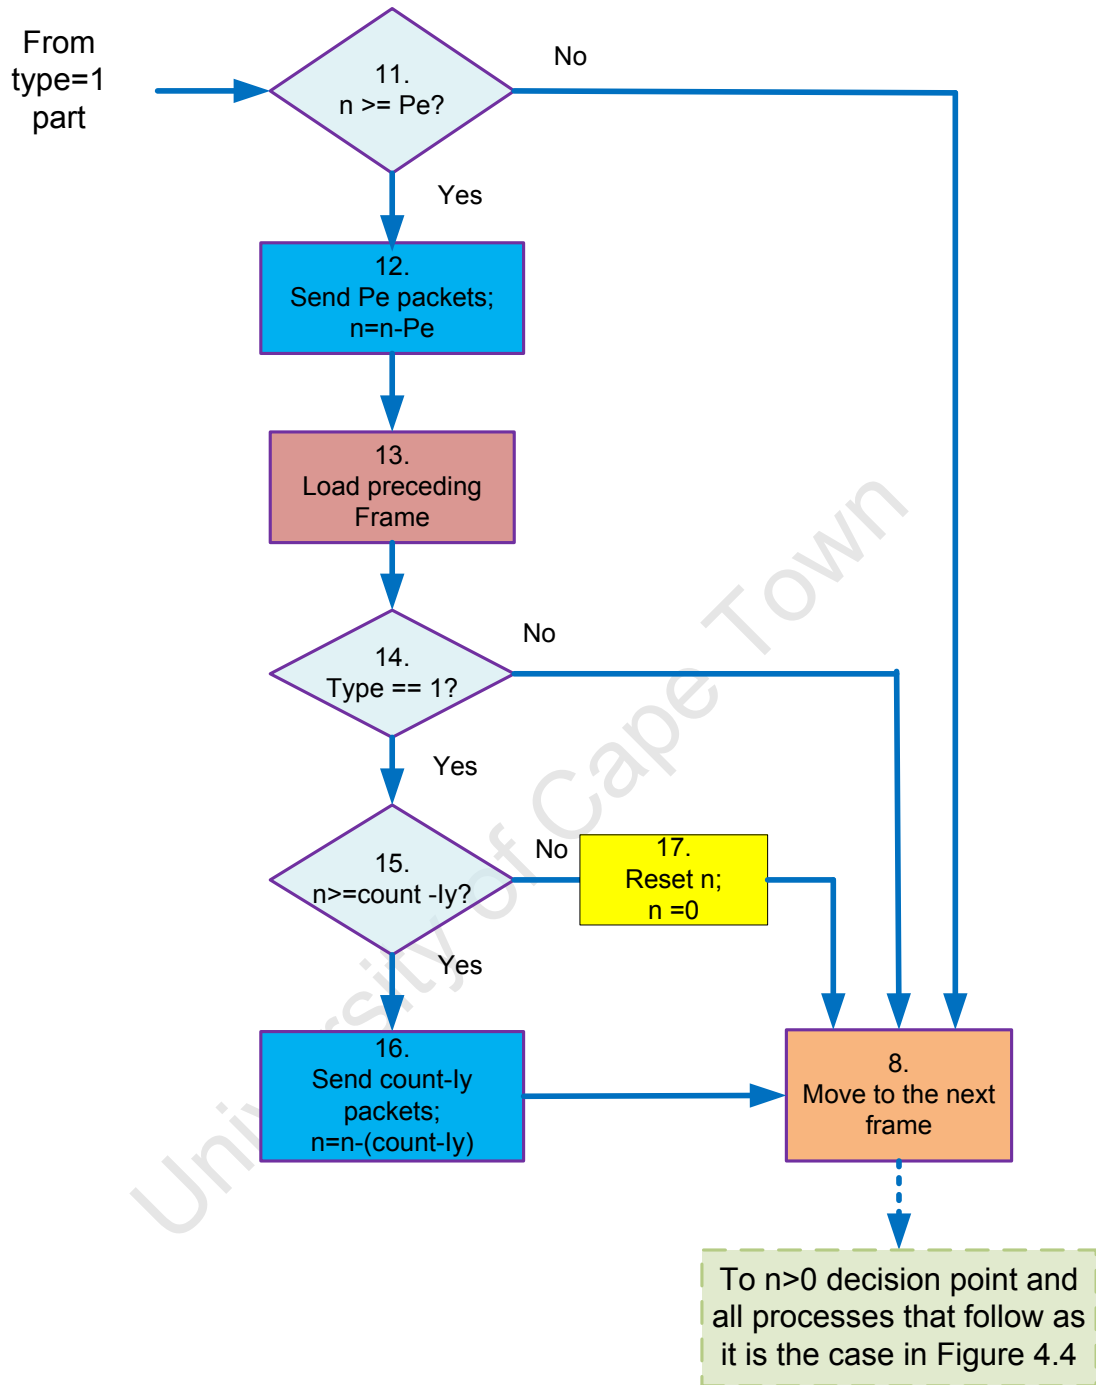 From
type=1
part
11.
n >= Pe?
No
Yes
12.
Send Pe packets;
n=n-Pe
13.
Load preceding
Frame
14.
Type == 1?
No
Yes
15.
n>=count -Iy?
No
17.
Reset n;
n =0
Yes
16.
Send count-Iy
packets;
n=n-(count-Iy)
8.
Move to the next
frame
To n>0 decision point and
all processes that follow as
it is the case in Figure 4.4
University of Cape Town